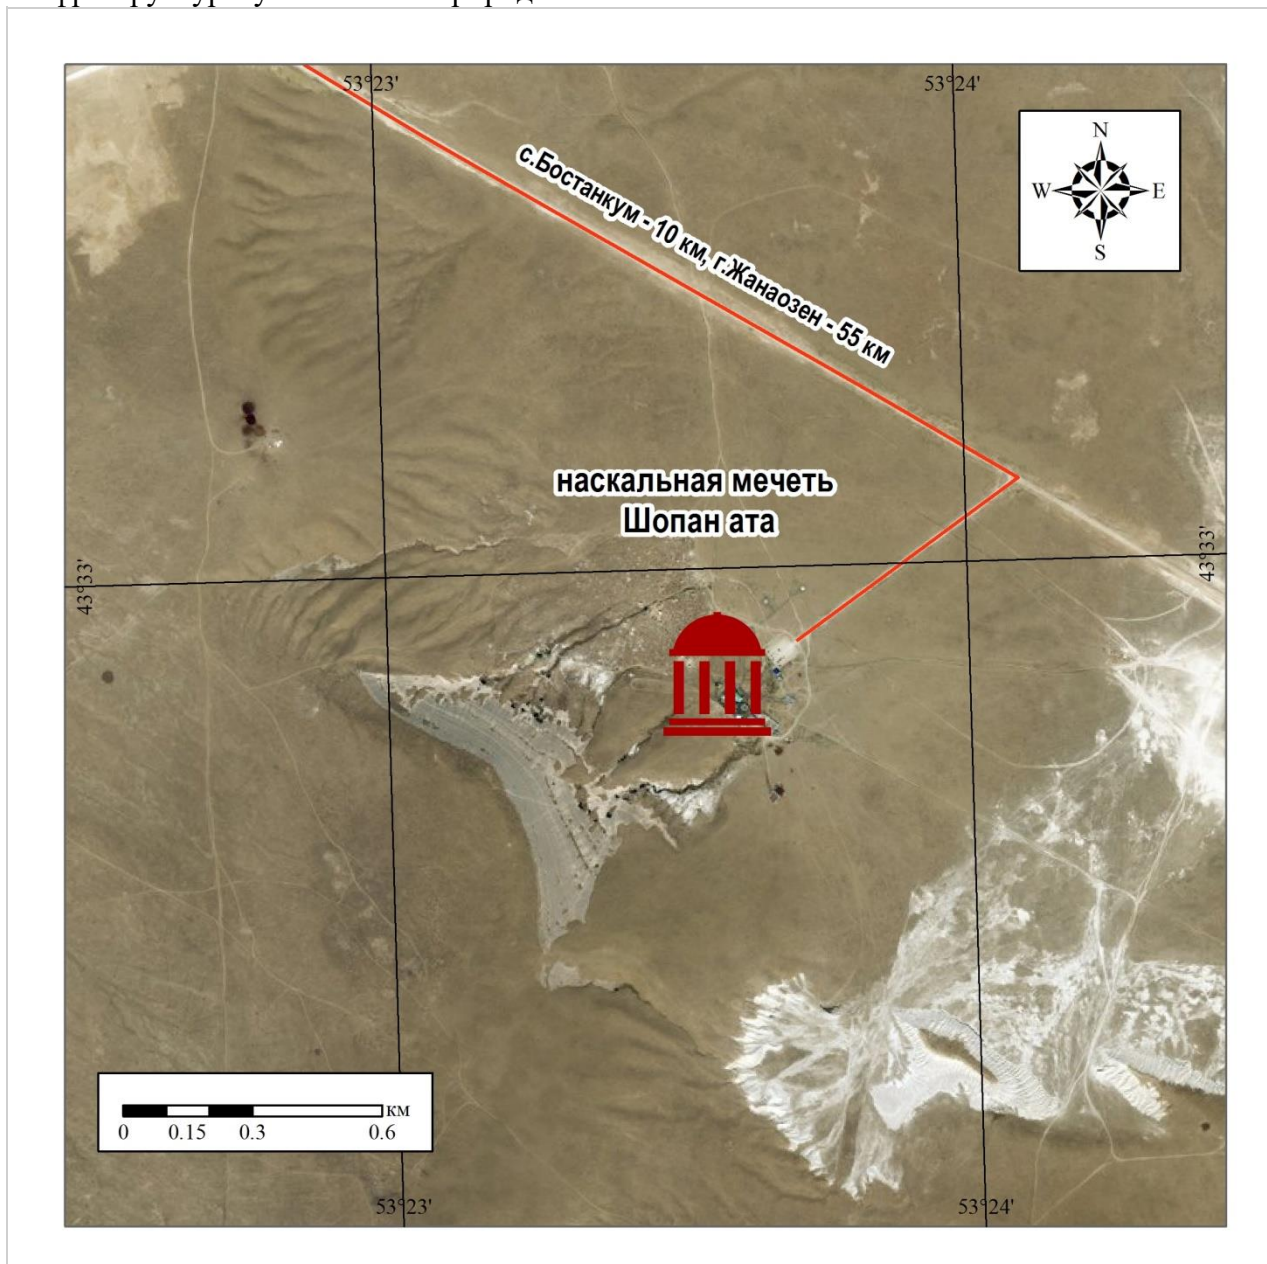 53°23'
53°24'
N
W E
S
с.Бостанкум - 10 км, г.Жанаозен - 55 км
наскальная мечеть
Шопан ата
43°33'
43°33'
км
0 0.15 0.3 0.6
53°23'
53°24'